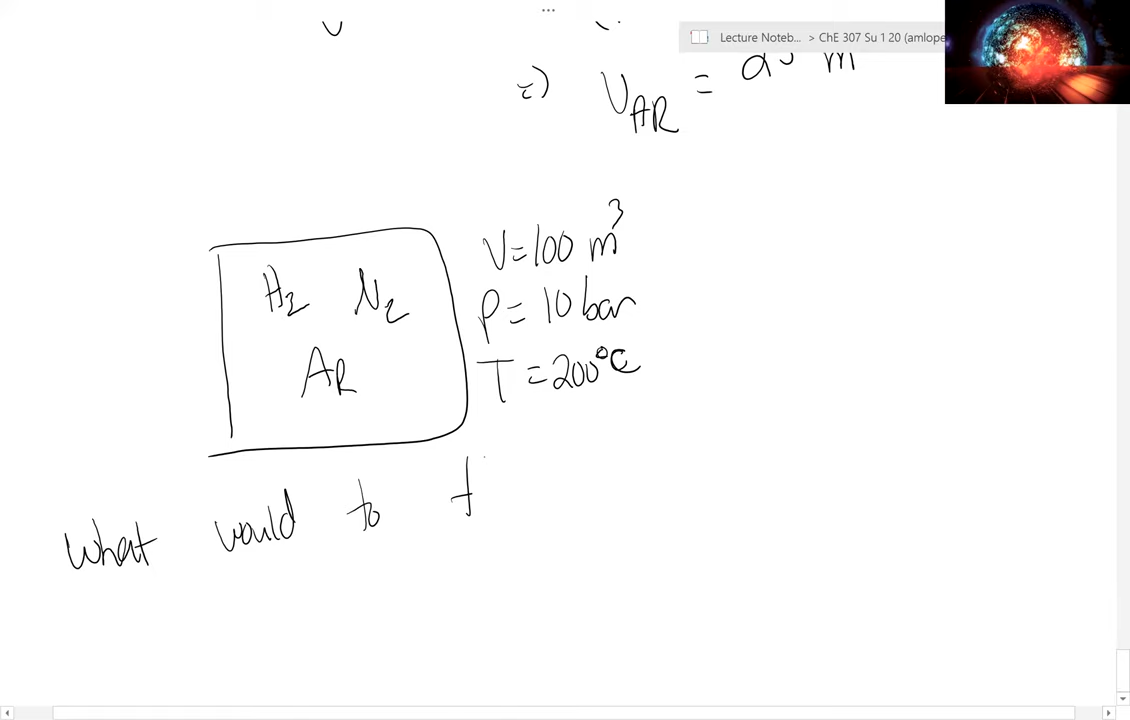 Lecture Noteb... > ChE 307 Su 1 20 (amlope
V_AR =
V=100 m³
H₂ N₂
P=10 bar
AR
T=200°C
What would to t